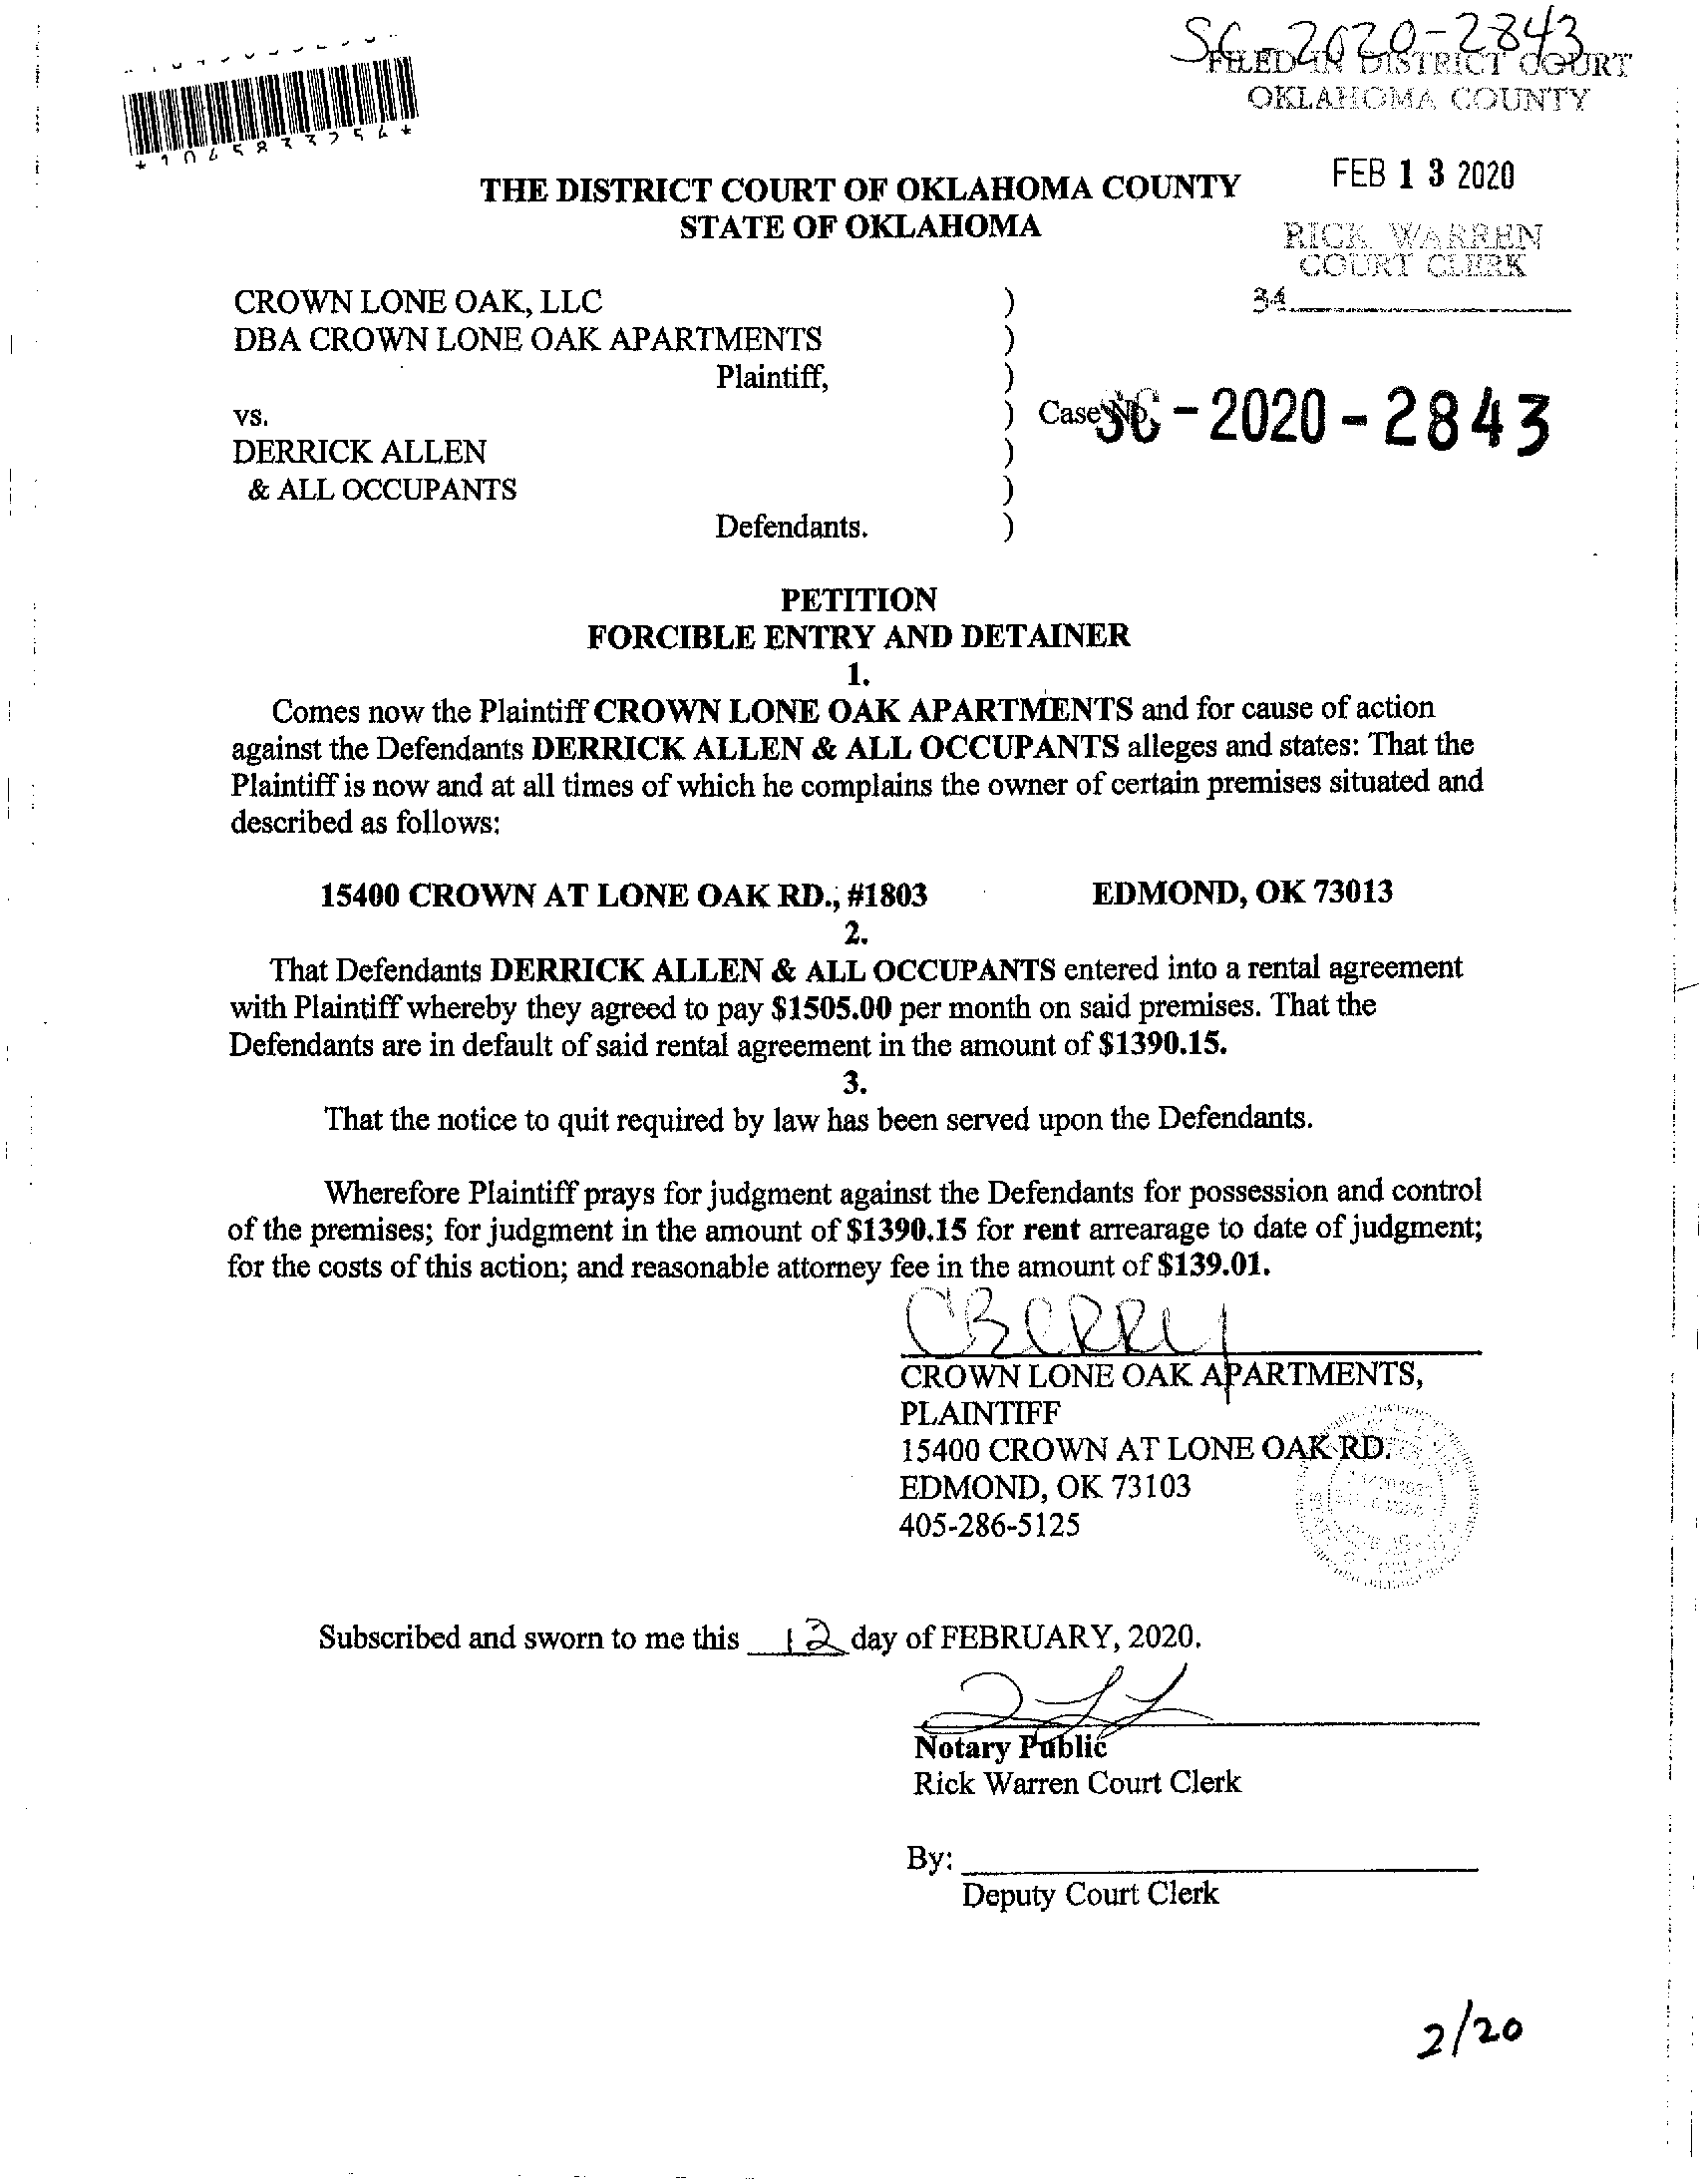 SC-2020-2843
FILED IN DISTRICT COURT
OKLAHOMA COUNTY
FEB 13 2020
RICK WARREN
COURT CLERK
34
THE DISTRICT COURT OF OKLAHOMA COUNTY
STATE OF OKLAHOMA
CROWN LONE OAK, LLC )
DBA CROWN LONE OAK APARTMENTS )
Plaintiff, )
vs. ) Case No. SC-2020-2843
DERRICK ALLEN )
& ALL OCCUPANTS )
Defendants. )
PETITION
FORCIBLE ENTRY AND DETAINER
1.
Comes now the Plaintiff CROWN LONE OAK APARTMENTS and for cause of action
against the Defendants DERRICK ALLEN & ALL OCCUPANTS alleges and states: That the
Plaintiff is now and at all times of which he complains the owner of certain premises situated and
described as follows:
15400 CROWN AT LONE OAK RD., #1803 EDMOND, OK 73013
2.
That Defendants DERRICK ALLEN & ALL OCCUPANTS entered into a rental agreement
with Plaintiff whereby they agreed to pay $1505.00 per month on said premises. That the
Defendants are in default of said rental agreement in the amount of $1390.15.
3.
That the notice to quit required by law has been served upon the Defendants.
Wherefore Plaintiff prays for judgment against the Defendants for possession and control
of the premises; for judgment in the amount of $1390.15 for rent arrearage to date of judgment;
for the costs of this action; and reasonable attorney fee in the amount of $139.01.
CBERRY
CROWN LONE OAK APARTMENTS,
PLAINTIFF
15400 CROWN AT LONE OAK RD.
EDMOND, OK 73103
405-286-5125
Subscribed and sworn to me this 12 day of FEBRUARY, 2020.
Notary Public
Rick Warren Court Clerk
By:
Deputy Court Clerk
2/20